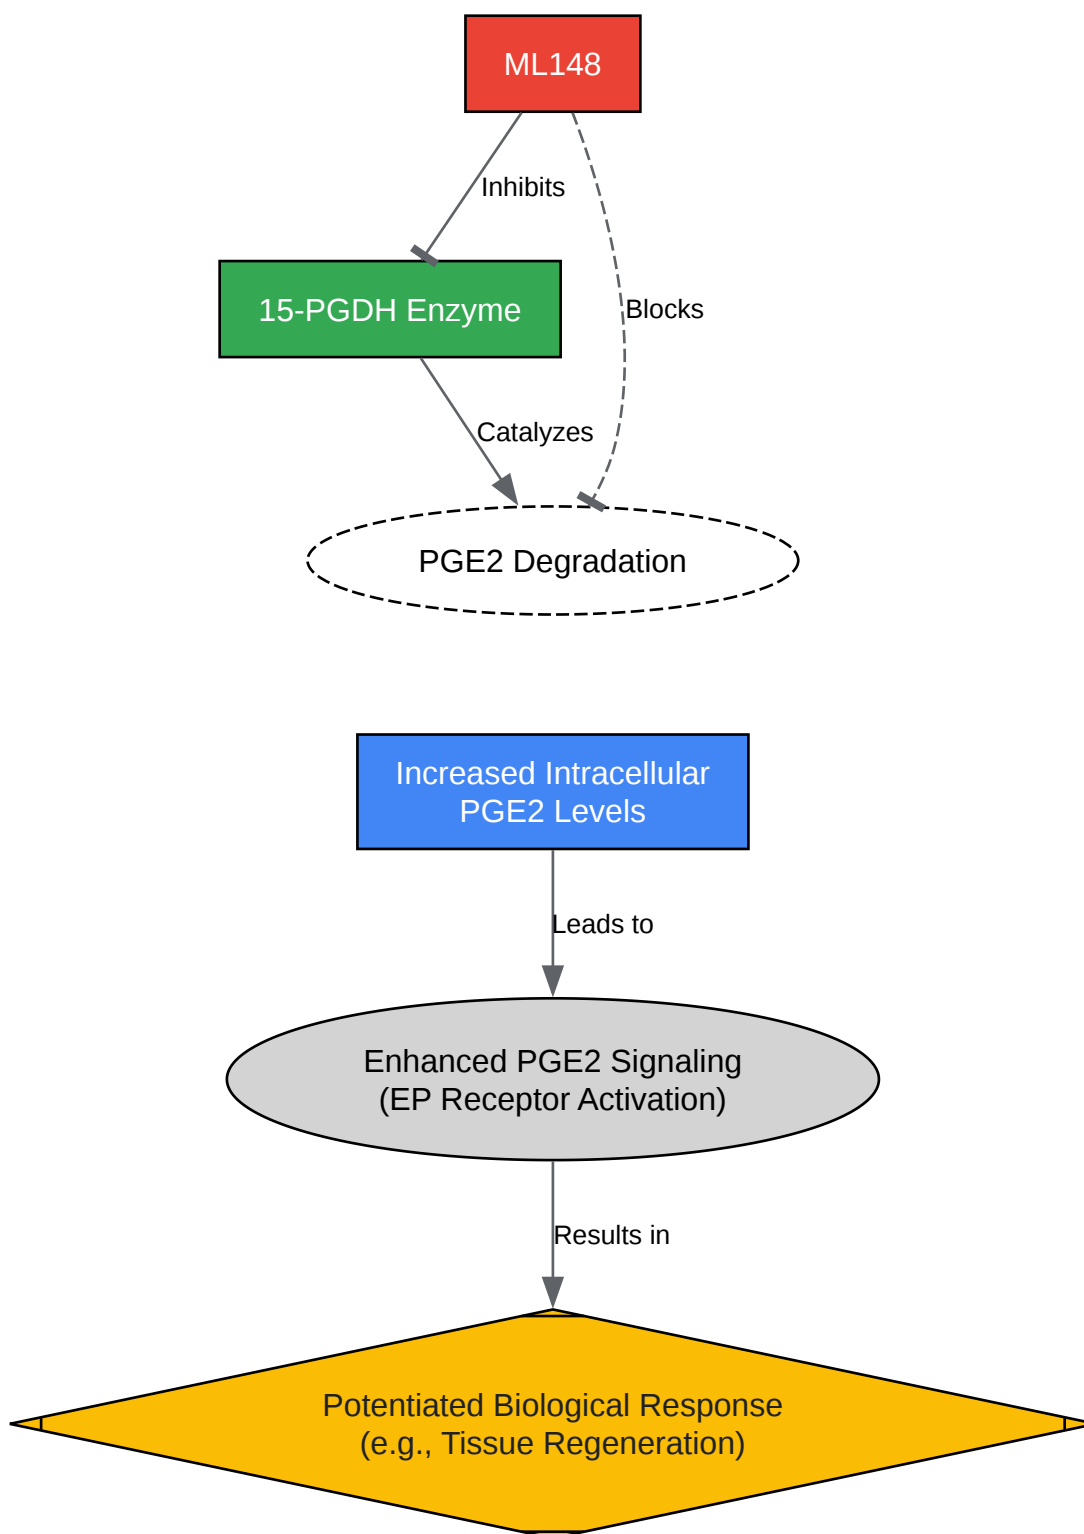 ML148
Inhibits
15-PGDH Enzyme
Blocks
Catalyzes
PGE2 Degradation
Increased Intracellular
PGE2 Levels
Leads to
Enhanced PGE2 Signaling
(EP Receptor Activation)
Results in
Potentiated Biological Response
(e.g., Tissue Regeneration)